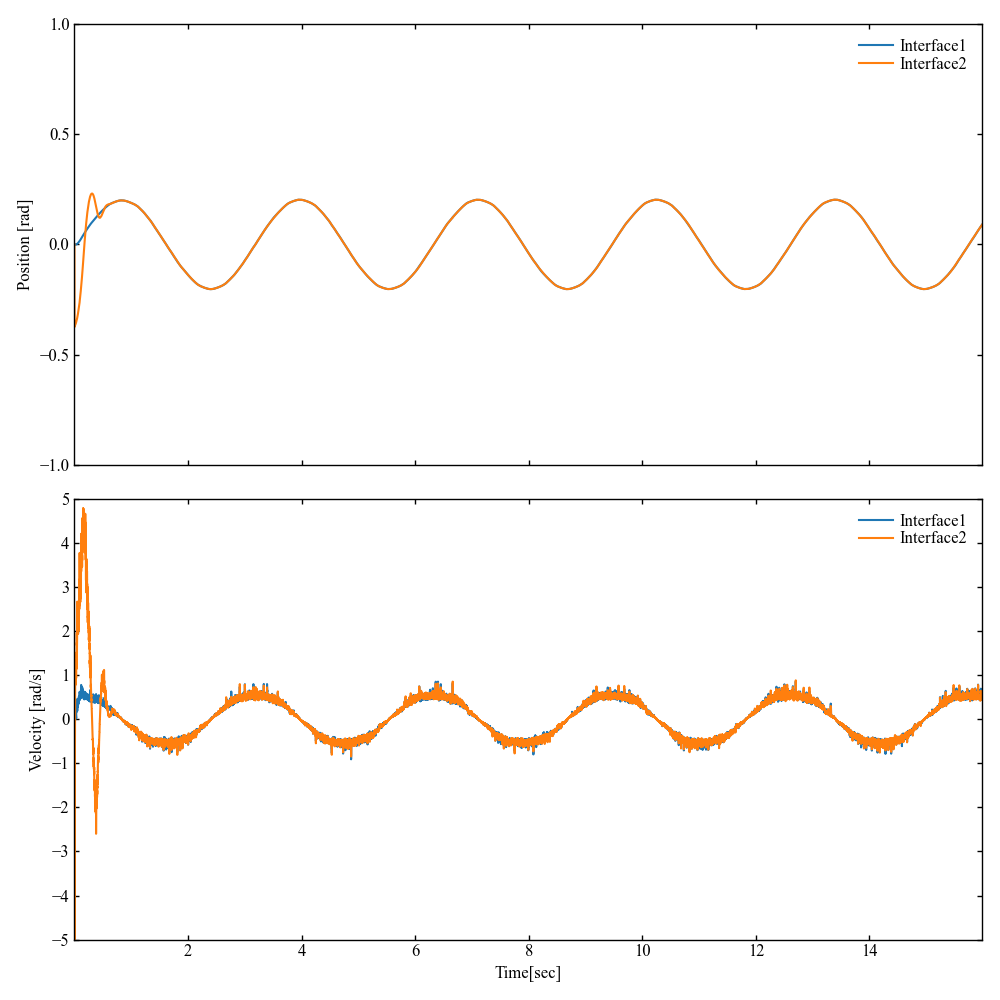 1.0
0.5
0.0
−0.5
−1.0
Position [rad]
Interface1
Interface2
5
4
3
2
1
0
−1
−2
−3
−4
−5
Velocity [rad/s]
Interface1
Interface2
2 4 6 8 10 12 14
Time[sec]